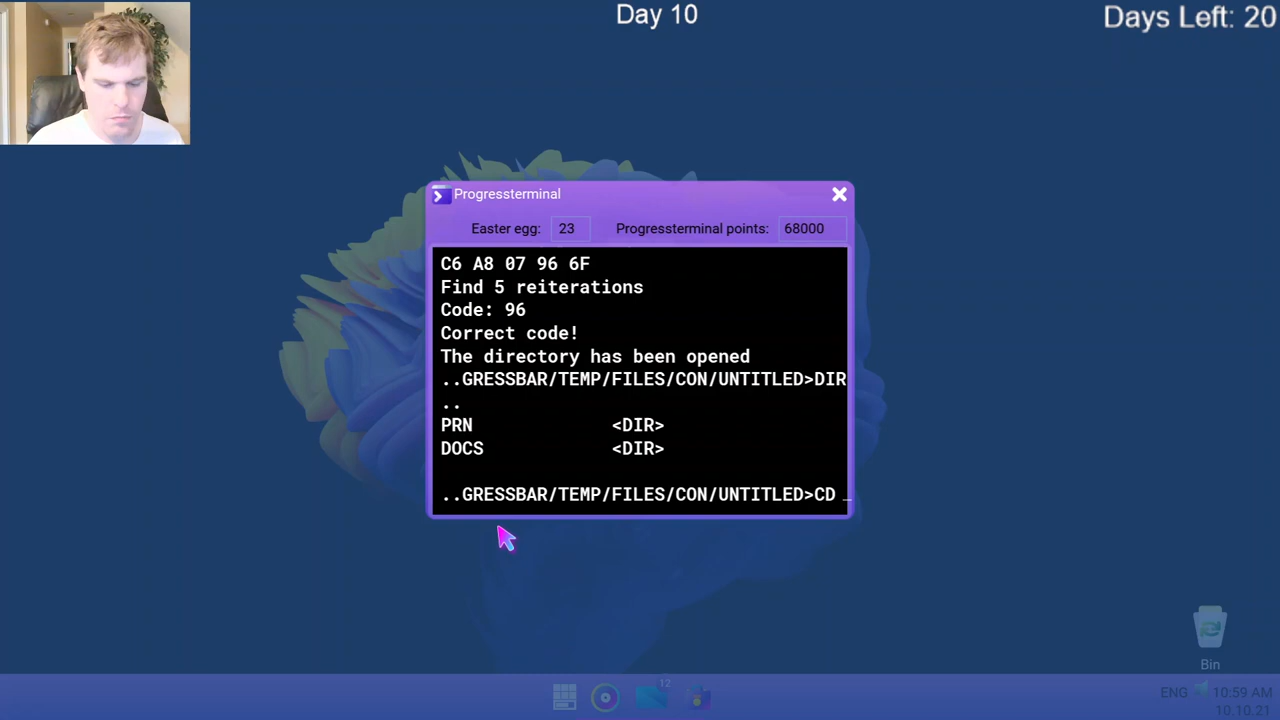 Day 10
Days Left: 20
Progressterminal
Easter egg: 23 Progressterminal points: 68000
C6 A8 07 96 6F
Find 5 reiterations
Code: 96
Correct code!
The directory has been opened
..GRESSBAR/TEMP/FILES/CON/UNTITLED>DIR
..
PRN <DIR>
DOCS <DIR>
..GRESSBAR/TEMP/FILES/CON/UNTITLED>CD _
Bin
12
ENG 10:59 AM
10.10.21